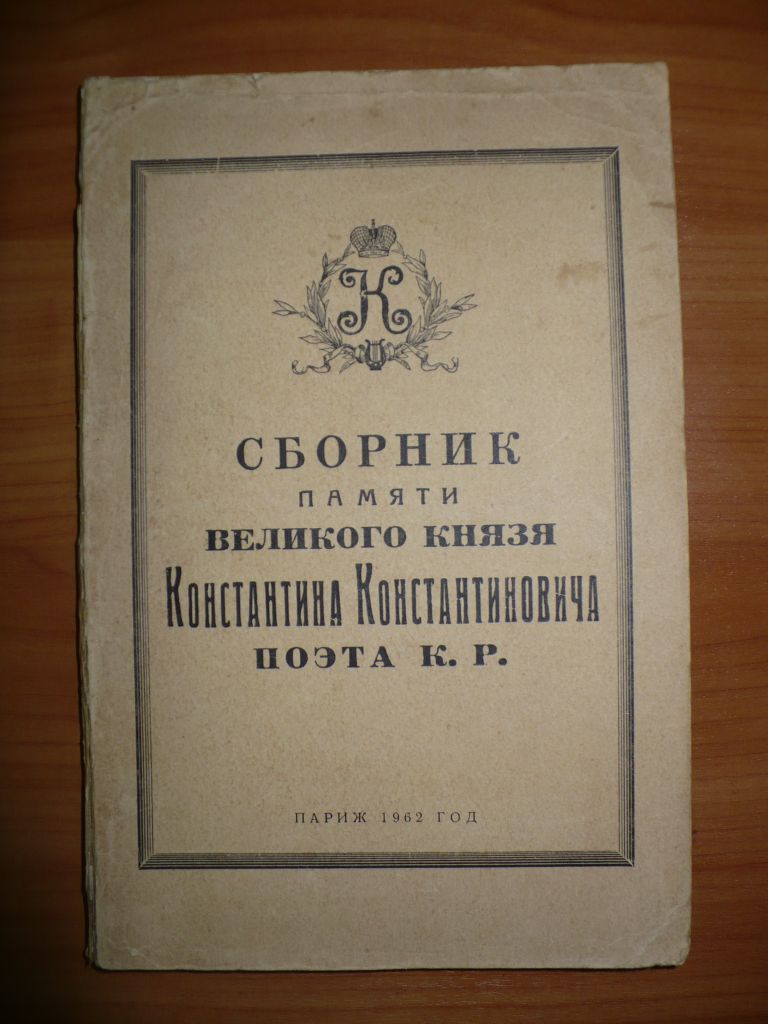 К
СБОРНИК
ПАМЯТИ
ВЕЛИКОГО КНЯЗЯ
КОНСТАНТИНА КОНСТАНТИНОВИЧА
ПОЭТА К. Р.
ПАРИЖ 1962 ГОД